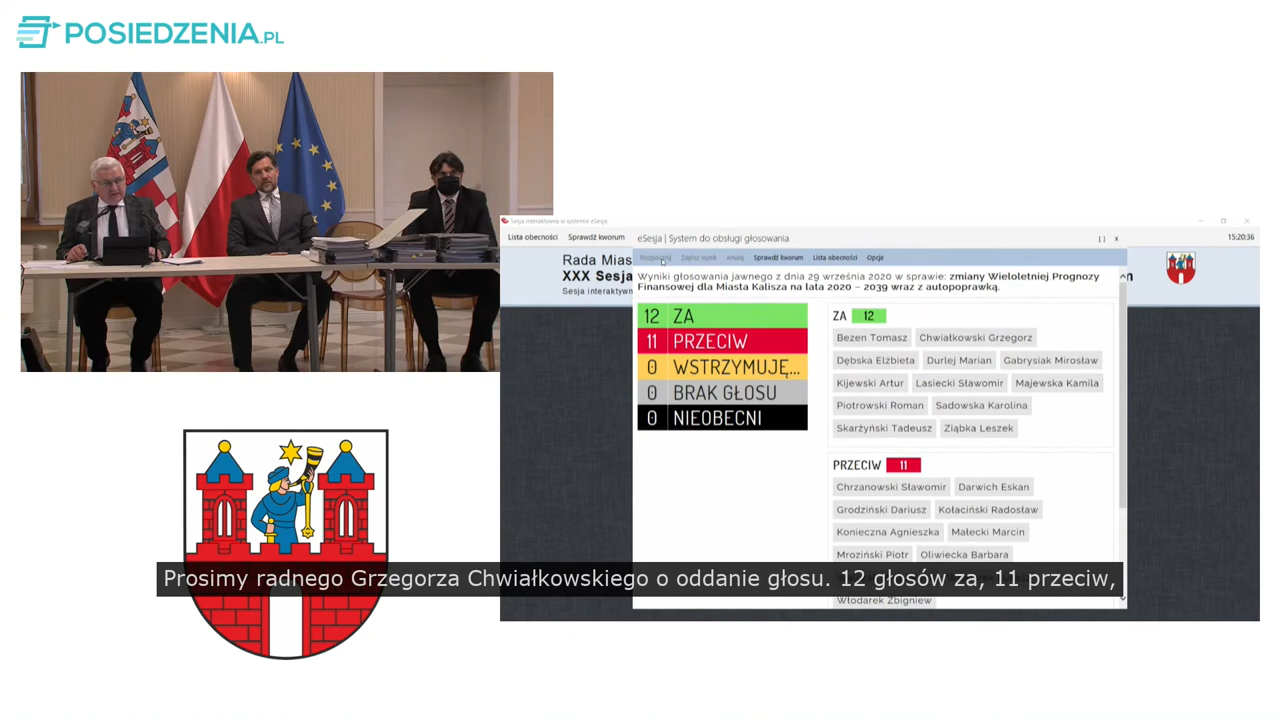 POSIEDZENIA.PL
Sesja interaktywna w systemie eSesja
Lista obecności Sprawdź kworum
eSesja | System do obsługi głosowania
15:20:36
Rozpocznij Zapisz wynik Anuluj Sprawdź kworum Lista obecności Opcje
Rada Mias
XXX Sesja
Sesja interaktywn
Wyniki głosowania jawnego z dnia 29 września 2020 w sprawie: zmiany Wieloletniej Prognozy
Finansowej dla Miasta Kalisza na lata 2020 – 2039 wraz z autopoprawką.
12 ZA
11 PRZECIW
0 WSTRZYMUJĘ...
0 BRAK GŁOSU
0 NIEOBECNI
ZA 12
Bezen Tomasz Chwiałkowski Grzegorz
Dębska Elżbieta Durlej Marian Gabrysiak Mirosław
Kijewski Artur Lasiecki Sławomir Majewska Kamila
Piotrowski Roman Sadowska Karolina
Skarżyński Tadeusz Ziąbka Leszek
PRZECIW 11
Chrzanowski Sławomir Darwich Eskan
Grodziński Dariusz Kołaciński Radosław
Konieczna Agnieszka Małecki Marcin
Mroziński Piotr Oliwiecka Barbara
Włodarek Zbigniew
Prosimy radnego Grzegorza Chwiałkowskiego o oddanie głosu. 12 głosów za, 11 przeciw,